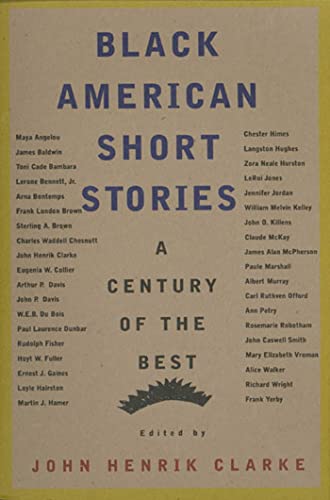 BLACK
AMERICAN
SHORT
STORIES
Maya Angelou
James Baldwin
Toni Cade Bambara
Lerone Bennett, Jr.
Arna Bontemps
Frank London Brown
Sterling A. Brown
Charles Waddell Chesnutt
John Henrik Clarke
Eugenia W. Collier
Arthur P. Davis
John P. Davis
W.E.B. Du Bois
Paul Laurence Dunbar
Rudolph Fisher
Hoyt W. Fuller
Ernest J. Gaines
Loyle Hairston
Martin J. Hamer
Chester Himes
Langston Hughes
Zora Neale Hurston
LeRoi Jones
Jennifer Jordan
William Melvin Kelley
John O. Killens
Claude McKay
James Alan McPherson
Paule Marshall
Albert Murray
Carl Ruthven Offord
Ann Petry
Rosemarie Robotham
John Caswell Smith
Mary Elizabeth Vroman
Alice Walker
Richard Wright
Frank Yerby
A
CENTURY
OF THE
BEST
Edited by
JOHN HENRIK CLARKE